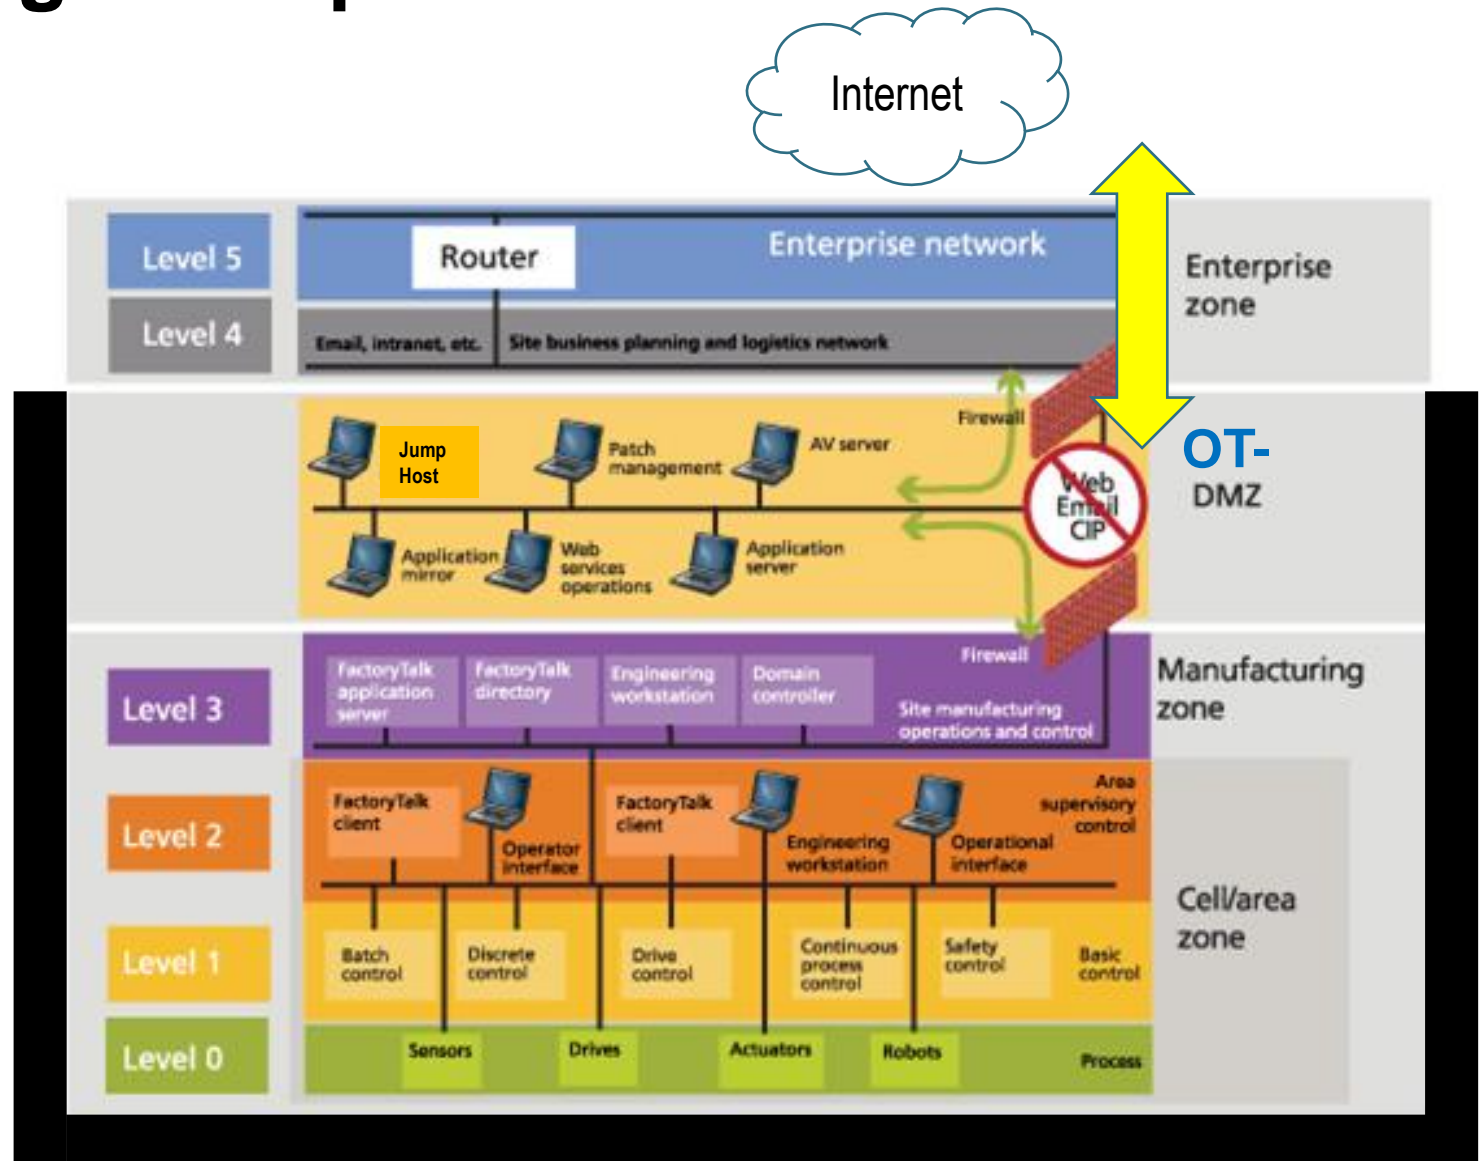 Internet
Level 5
Router
Enterprise network
Enterprise
zone
Level 4
Email, intranet, etc.
Site business planning and logistics network
Firewall
Jump
Host
Patch
management
AV server
Web
Email
CIP
OT-
DMZ
Application
mirror
Web
services
operations
Application
server
Firewall
Manufacturing
zone
Level 3
FactoryTalk
application
server
FactoryTalk
directory
Engineering
workstation
Domain
controller
Site manufacturing
operations and control
Level 2
FactoryTalk
client
Operator
interface
FactoryTalk
client
Engineering
workstation
Operational
interface
Area
supervisory
control
Cell/area
zone
Level 1
Batch
control
Discrete
control
Drive
control
Continuous
process
control
Safety
control
Basic
control
Level 0
Sensors
Drives
Actuators
Robots
Process